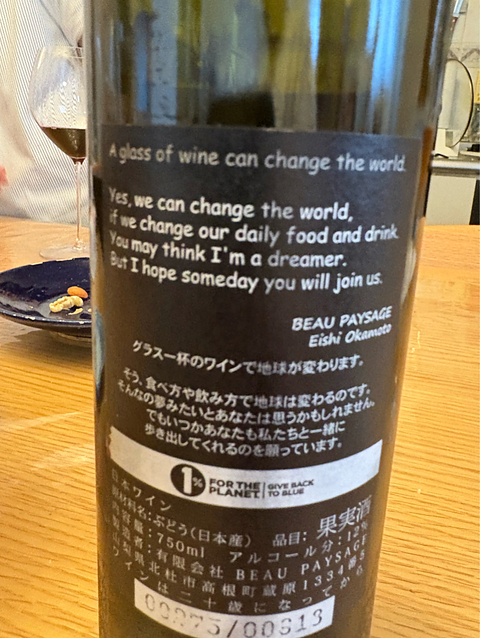 A glass of wine can change the world.
Yes, we can change the world,
if we change our daily food and drink.
You may think I'm a dreamer.
But I hope someday you will join us.
BEAU PAYSAGE
Eishi Okamoto
グラス一杯のワインで地球が変わります。
そう、食べ方や飲み方で地球は変わるのです。
そんなの夢みたいとあなたは思うかもしれません。
でもいつかあなたも私たちと一緒に
歩き出してくれるのを願っています。
1% FOR THE PLANET. GIVE BACK TO BLUE
日本ワイン
原材料名:ぶどう(日本産) 品目: 果実酒
内容量:750ml アルコール分:12%
製造者:有限会社 BEAU PAYSAGE
山梨県北杜市高根町蔵原1334番5
ワインは二十歳になってから